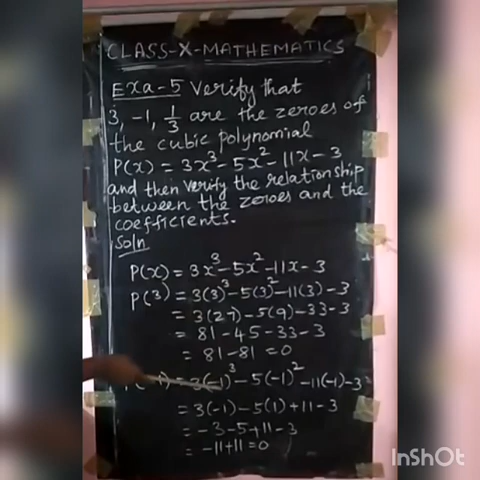 CLASS-X-MATHEMATICS
Exa-5 Verify that
3, -1, 1/3 are the zeroes of
the cubic polynomial
P(x) = 3x³-5x²-11x-3
and then verify the relationship
between the zeroes and the
coefficients.
Soln
P(x) = 3x³-5x²-11x-3
P(3) = 3(3)³-5(3)²-11(3)-3
= 3(27)-5(9)-33-3
= 81-45-33-3
= 81-81=0
-1) = 3(-1)³-5(-1)²-11(-1)-3
= 3(-1)-5(1)+11-3
= -3-5+11-3
= -11+11=0
InShOt